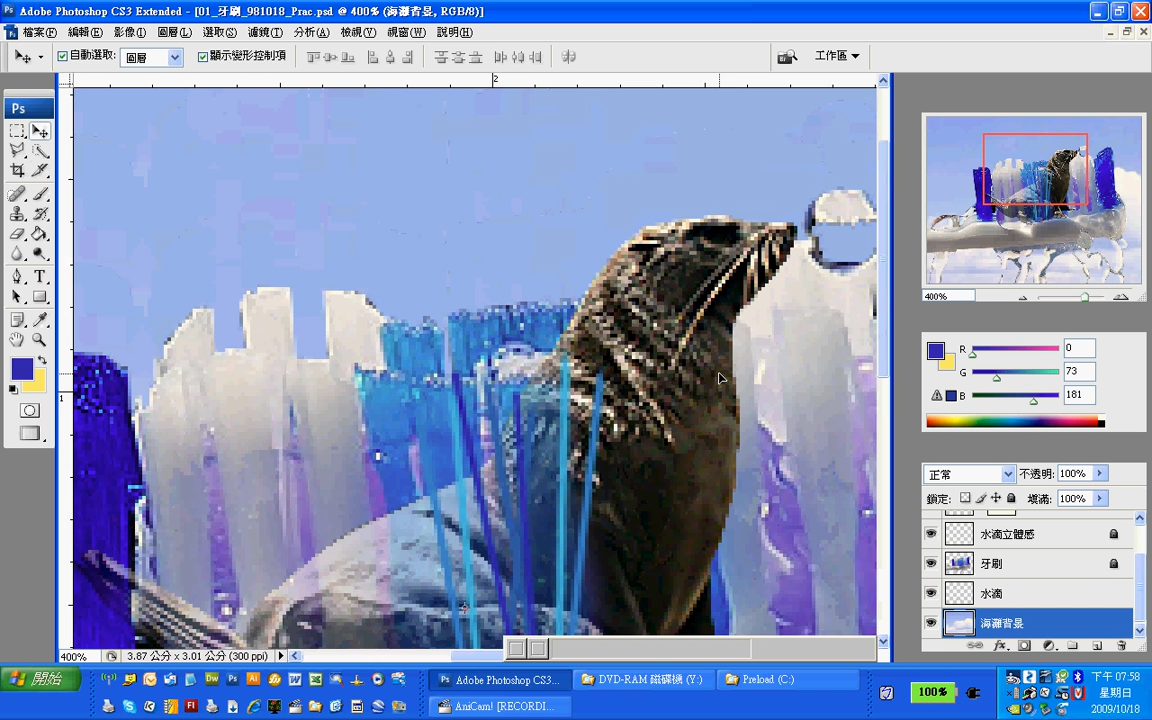 Adobe Photoshop CS3 Extended - [01_牙刷_981018_Prac.psd @ 400% (海灘背景, RGB/8)]
檔案(F) 編輯(E) 影像(I) 圖層(L) 選取(S) 濾鏡(T) 分析(A) 檢視(V) 視窗(W) 說明(H)
自動選取: 圖層 顯示變形控制項 工作區
2
Ps
1
400%
R 0
G 73
B 181
正常 不透明: 100%
鎖定: 填滿: 100%
水滴立體感
牙刷
水滴
海灘背景
400% 3.87 公分 x 3.01 公分 (300 ppi)
開始 Adobe Photoshop CS3... DVD-RAM 磁碟機 (Y:) Preload (C:)
AniCam! [RECORDI...
100%
下午 07:58
星期日
2009/10/18